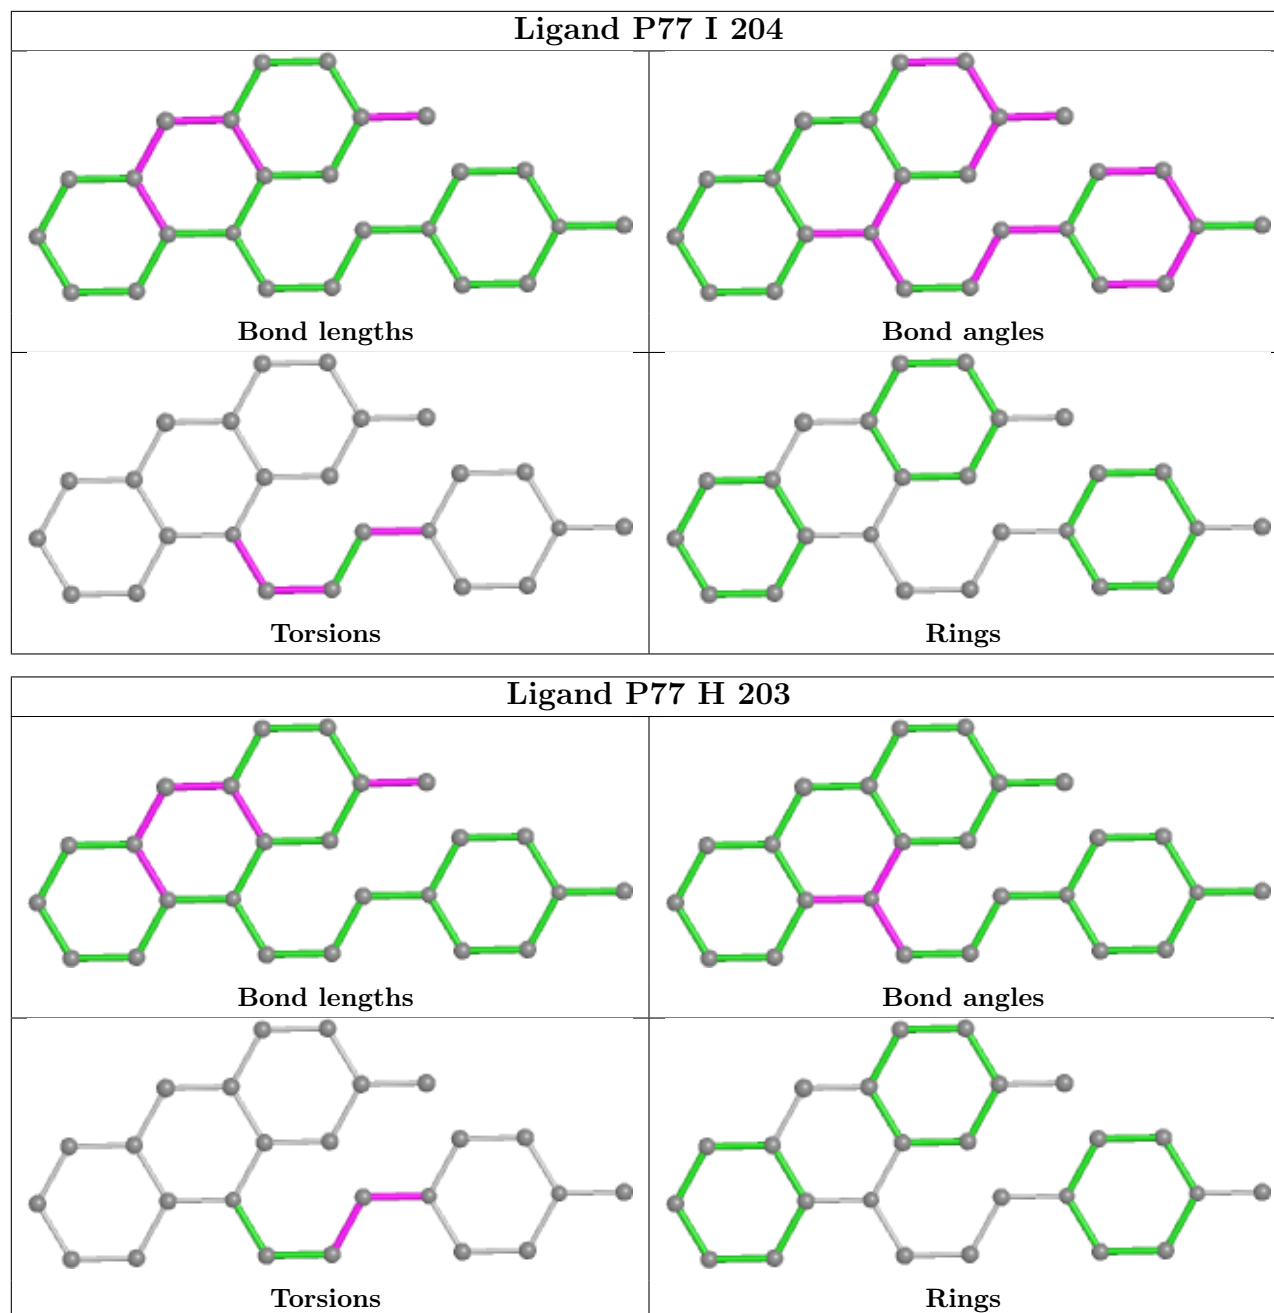 Ligand P77 I 204
Bond lengths
Bond angles
Torsions
Rings
Ligand P77 H 203
Bond lengths
Bond angles
Torsions
Rings